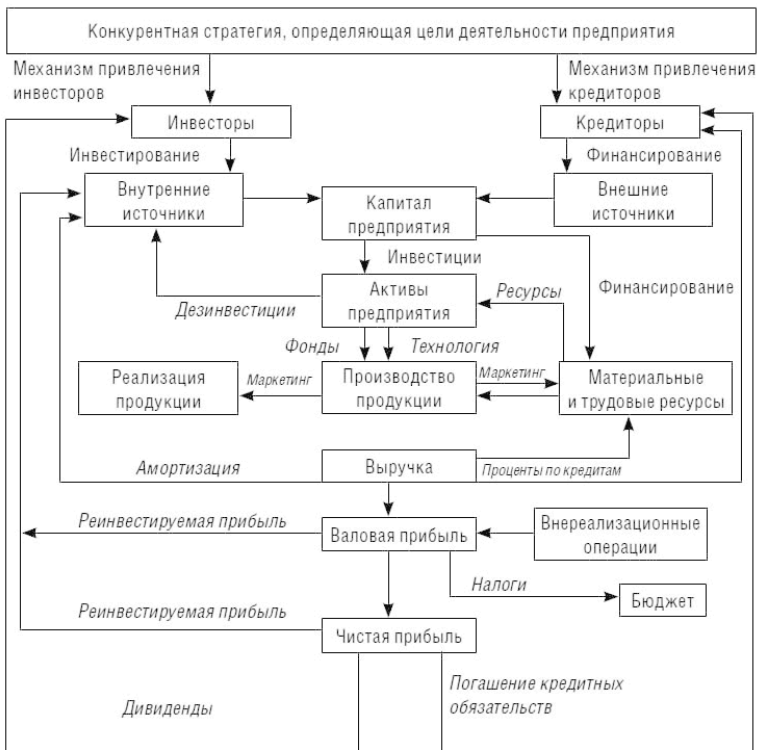 Конкурентная стратегия, определяющая цели деятельности предприятия
Механизм привлечения
инвесторов
Механизм привлечения
кредиторов
Инвесторы
Кредиторы
Инвестирование
Финансирование
Внутренние
источники
Капитал
предприятия
Внешние
источники
Инвестиции
Дезинвестиции
Активы
предприятия
Ресурсы
Финансирование
Фонды
Технология
Реализация
продукции
Маркетинг
Производство
продукции
Маркетинг
Материальные
и трудовые ресурсы
Амортизация
Выручка
Проценты по кредитам
Реинвестируемая прибыль
Валовая прибыль
Внереализационные
операции
Налоги
Бюджет
Реинвестируемая прибыль
Чистая прибыль
Дивиденды
Погашение кредитных
обязательств